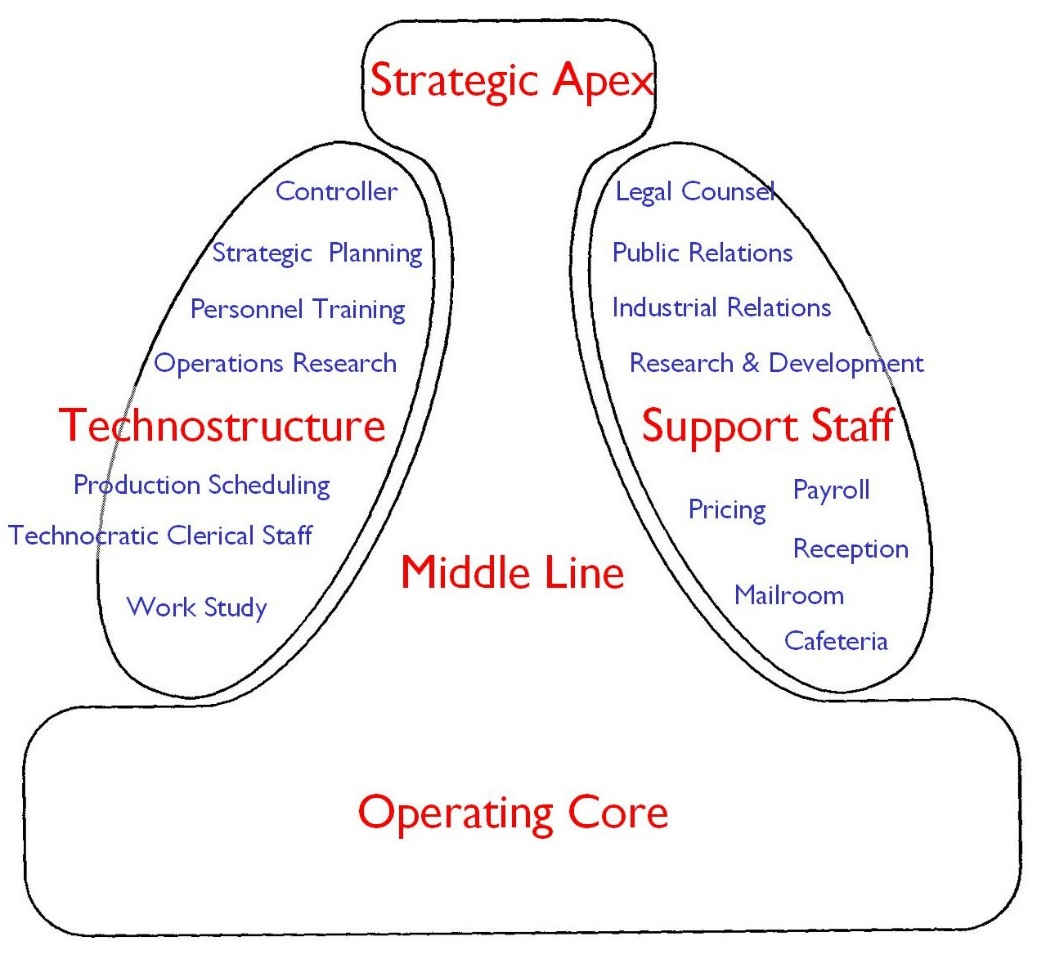 Strategic Apex
Controller
Strategic Planning
Personnel Training
Operations Research
Technostructure
Production Scheduling
Technocratic Clerical Staff
Work Study
Legal Counsel
Public Relations
Industrial Relations
Research & Development
Support Staff
Payroll
Pricing
Reception
Mailroom
Cafeteria
Middle Line
Operating Core